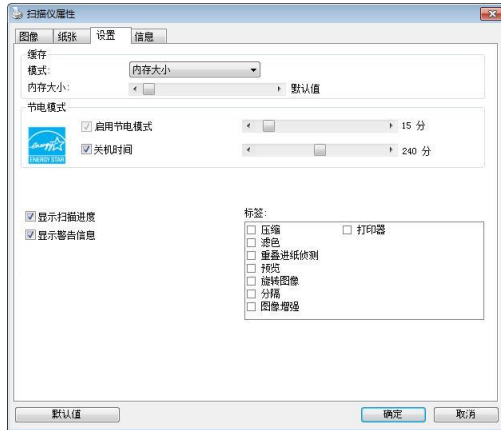 扫描仪属性
图像 纸张 设置 信息
缓存
模式: 内存大小
内存大小: 默认值
节电模式
启用节电模式 15 分
关机时间 240 分
ENERGY STAR
显示扫描进度
显示警告信息
标签:
压缩 打印器
滤色
重叠进纸侦测
预览
旋转图像
分隔
图像增强
默认值 确定 取消